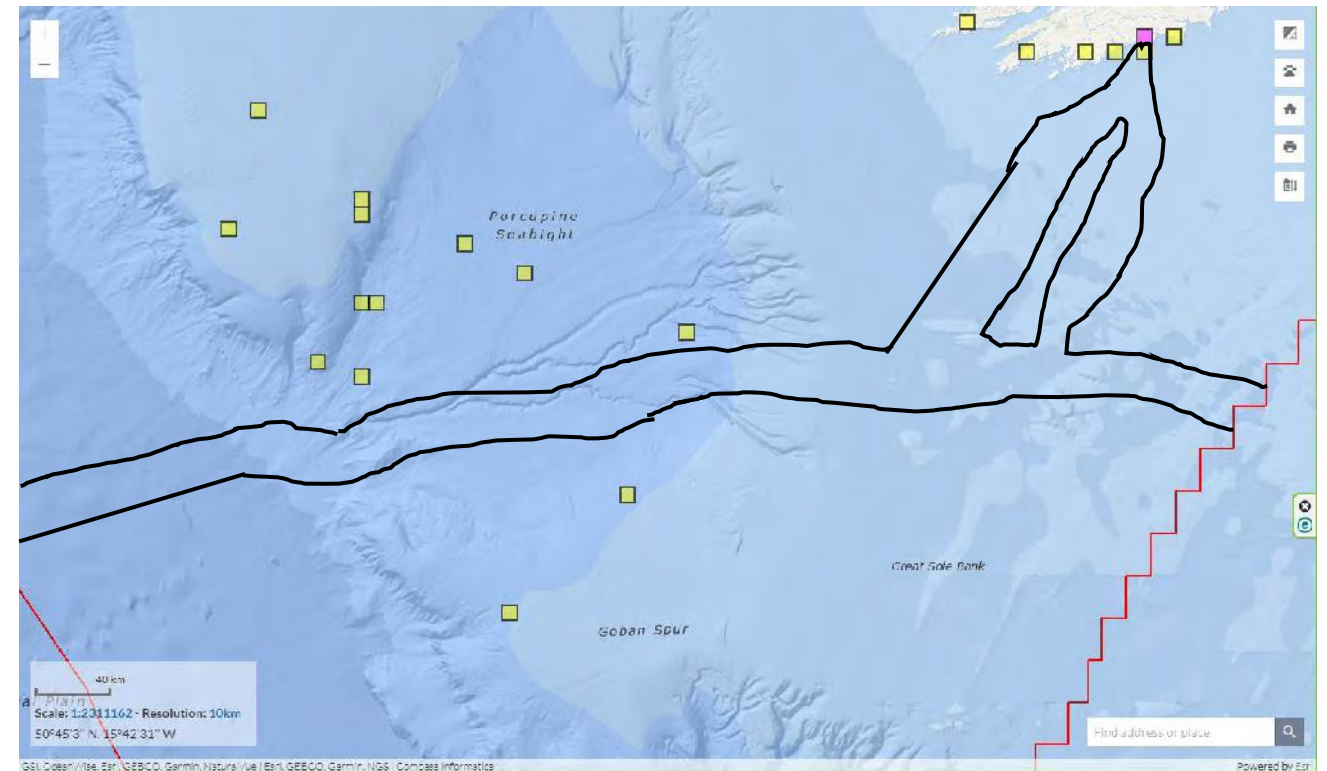 Porcupine
Seabight
Great Sole Bank
Goban Spur
40 km
Plain
Scale: 1:2311162 - Resolution: 10km
50°45'3" N, 15°42'31" W
Find address or place
GSI, OceanWise, Esri, GEBCO, Garmin, NaturalVue | Esri, GEBCO, Garmin, NGS | Compass Informatics
Powered by Esri